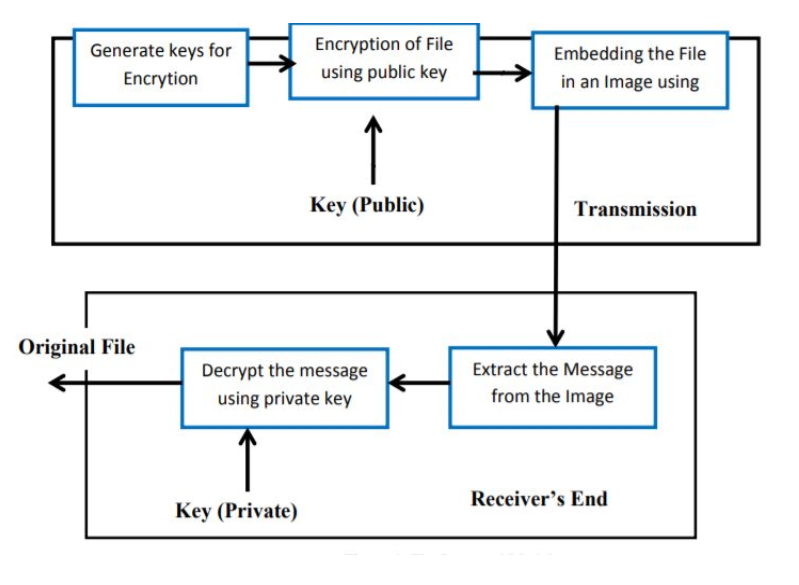 Generate keys for
Encrytion
Encryption of File
using public key
Embedding the File
in an Image using
Key (Public)
Transmission
Original File
Decrypt the message
using private key
Extract the Message
from the Image
Key (Private)
Receiver's End